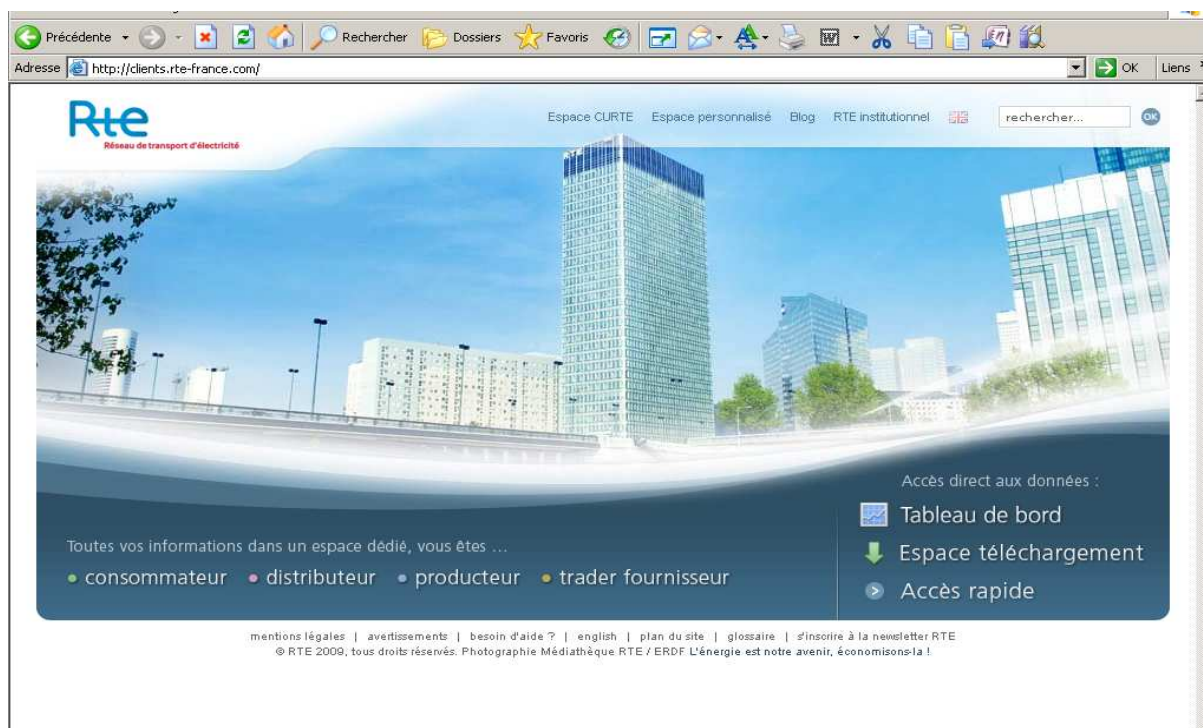 Précédente Rechercher Dossiers Favoris
Adresse http://clients.rte-france.com/ OK Liens
Rte
Réseau de transport d'électricité
Espace CURTE Espace personnalisé Blog RTE institutionnel rechercher... OK
Accès direct aux données :
Tableau de bord
Espace téléchargement
Accès rapide
Toutes vos informations dans un espace dédié, vous êtes ...
• consommateur • distributeur • producteur • trader fournisseur
mentions légales | avertissements | besoin d'aide ? | english | plan du site | glossaire | s'inscrire à la newsletter RTE
© RTE 2009, tous droits réservés. Photographie Médiathèque RTE / ERDF L'énergie est notre avenir, économisons-la !